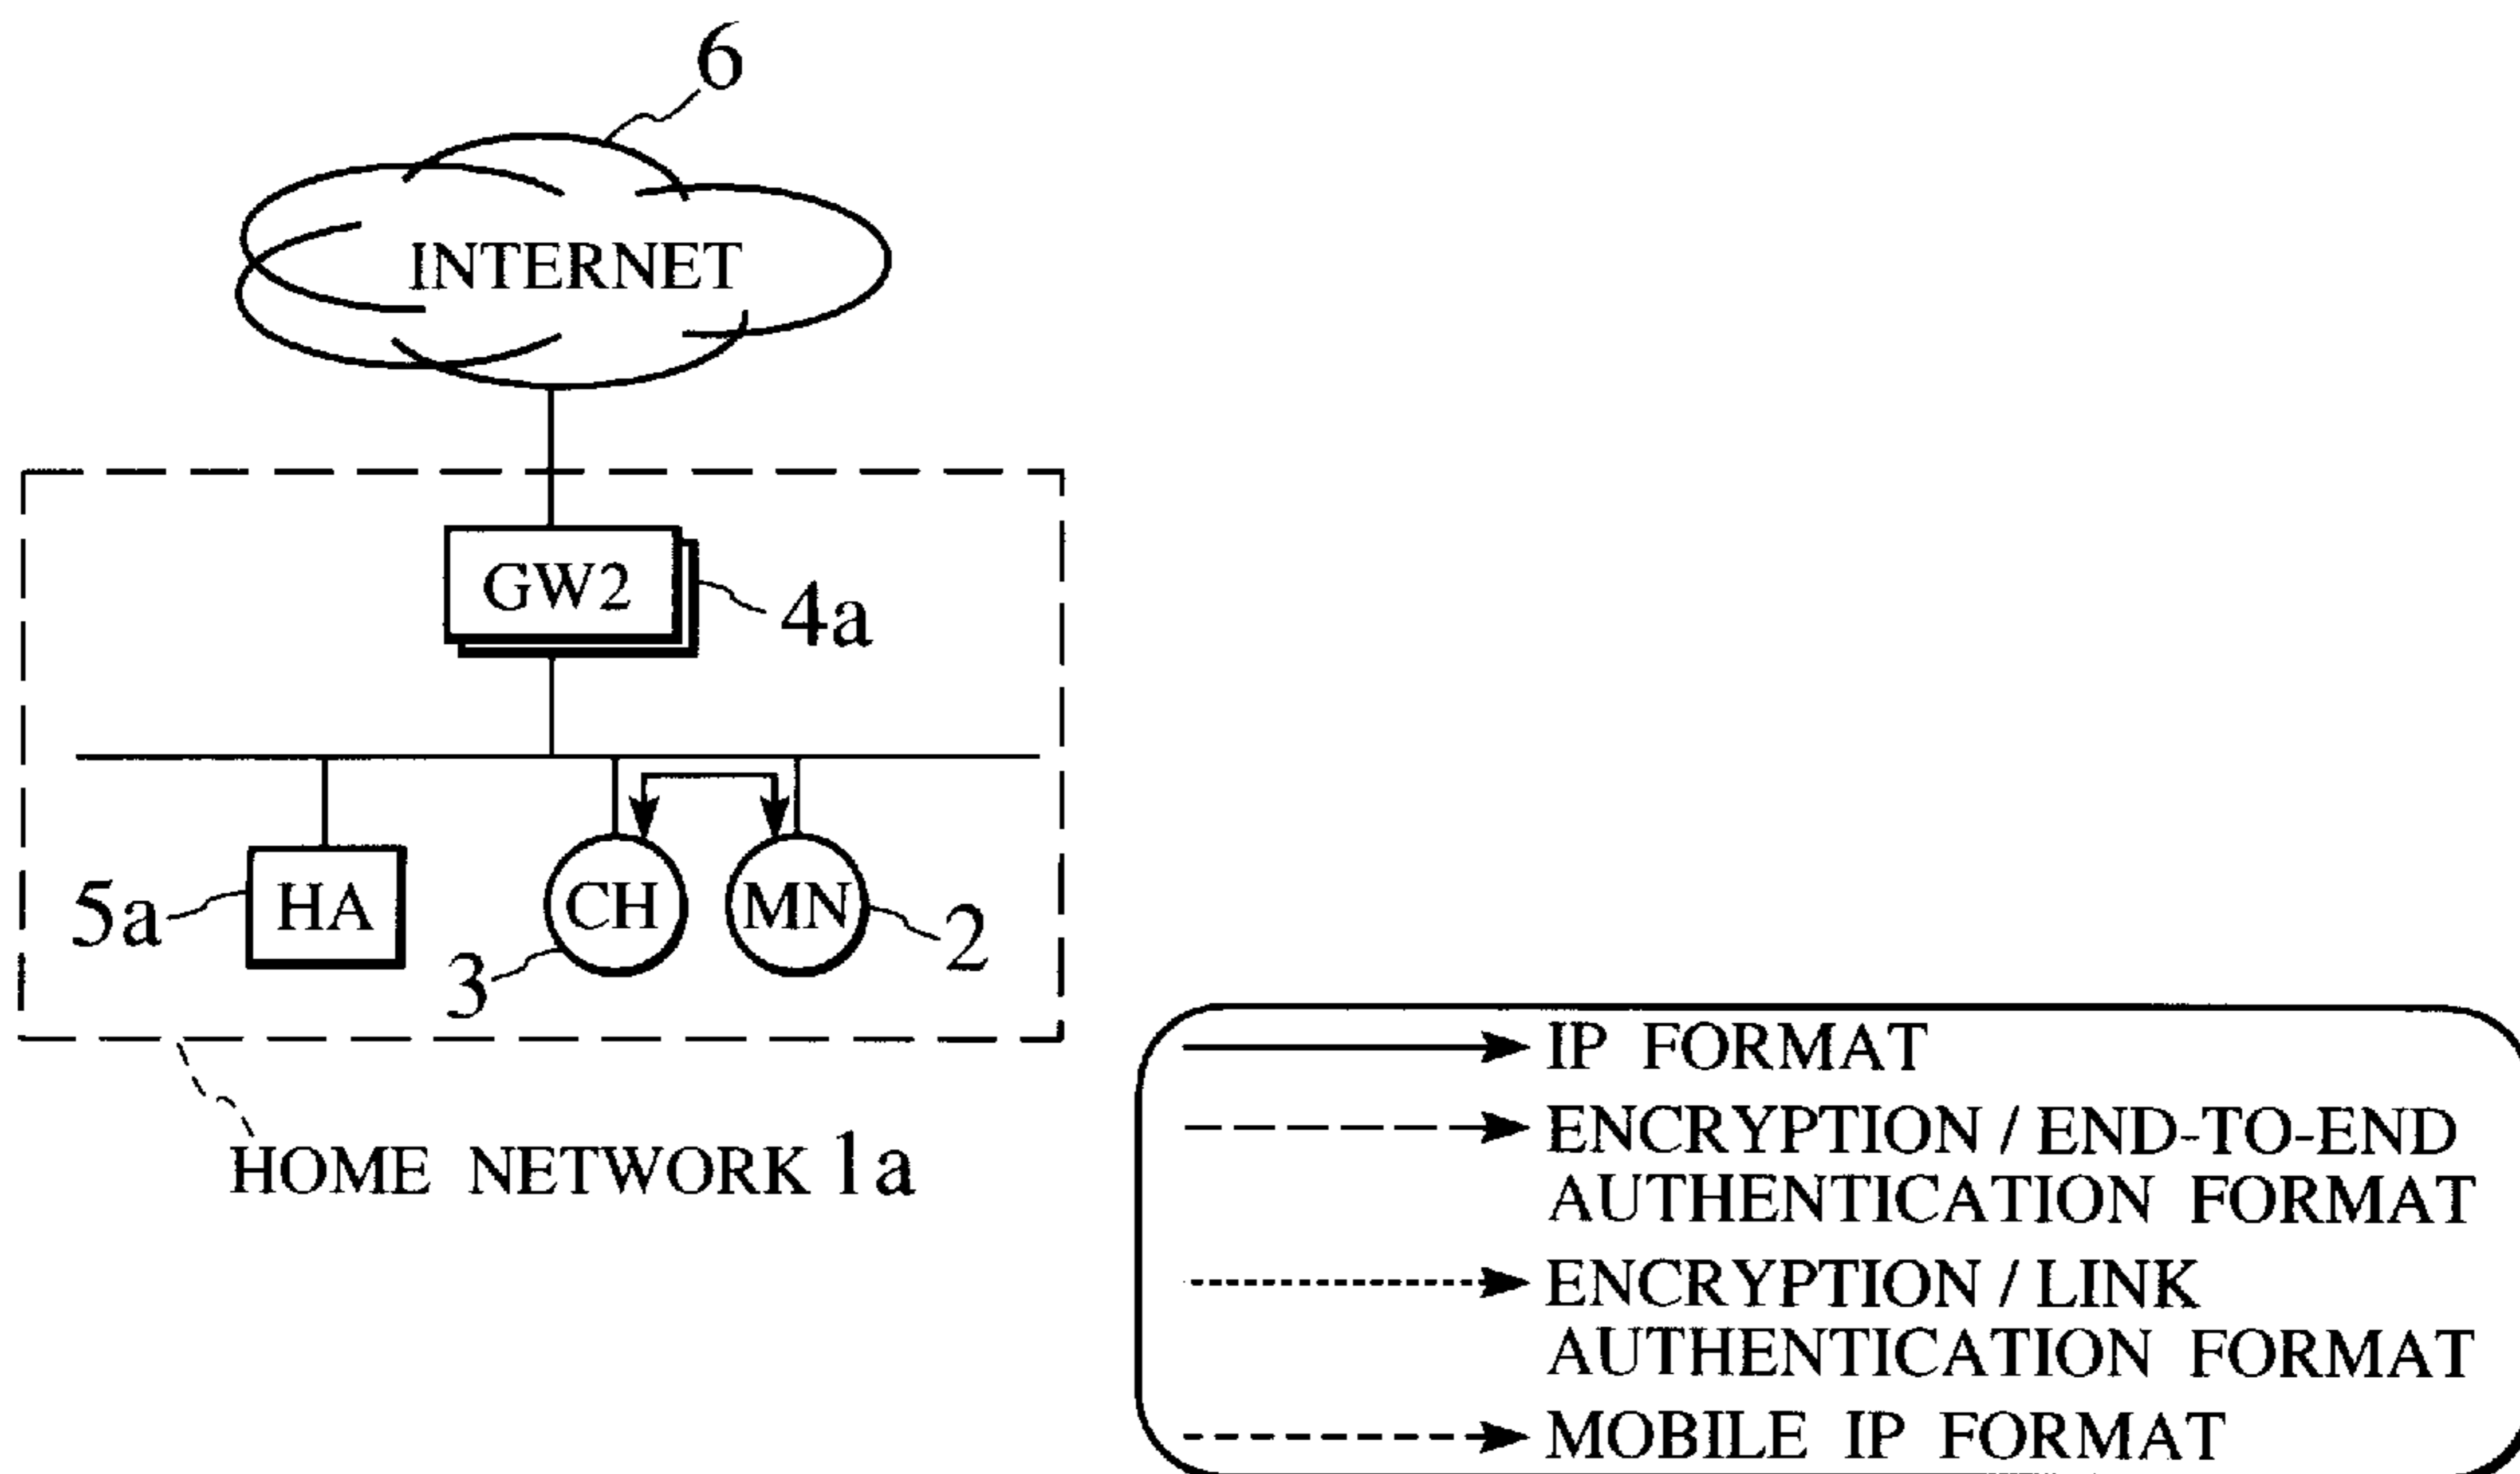 6
INTERNET
GW2
4a
5a
HA
CH
MN
3
2
HOME NETWORK 1a
IP FORMAT
ENCRYPTION / END-TO-END
AUTHENTICATION FORMAT
ENCRYPTION / LINK
AUTHENTICATION FORMAT
MOBILE IP FORMAT